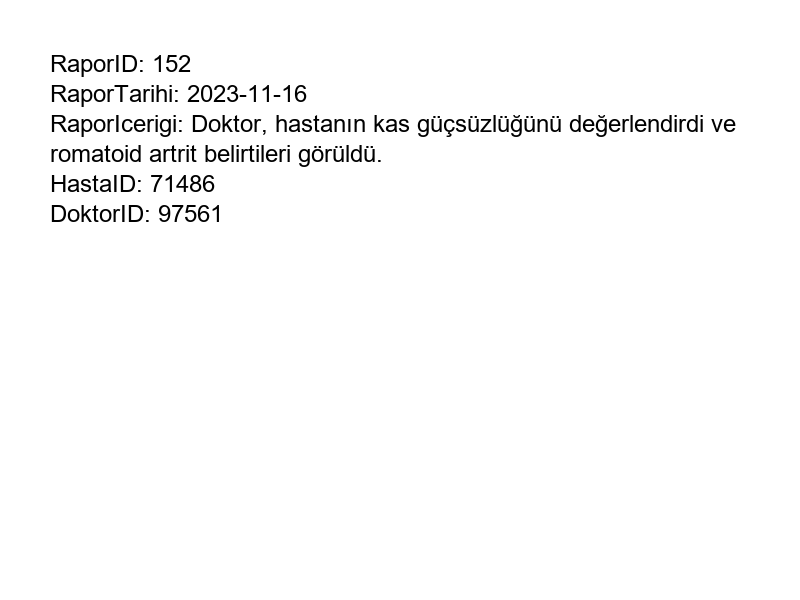 RaporID: 152
RaporTarihi: 2023-11-16
RaporIcerigi: Doktor, hastanın kas güçsüzlüğünü değerlendirdi ve
romatoid artrit belirtileri görüldü.
HastaID: 71486
DoktorID: 97561